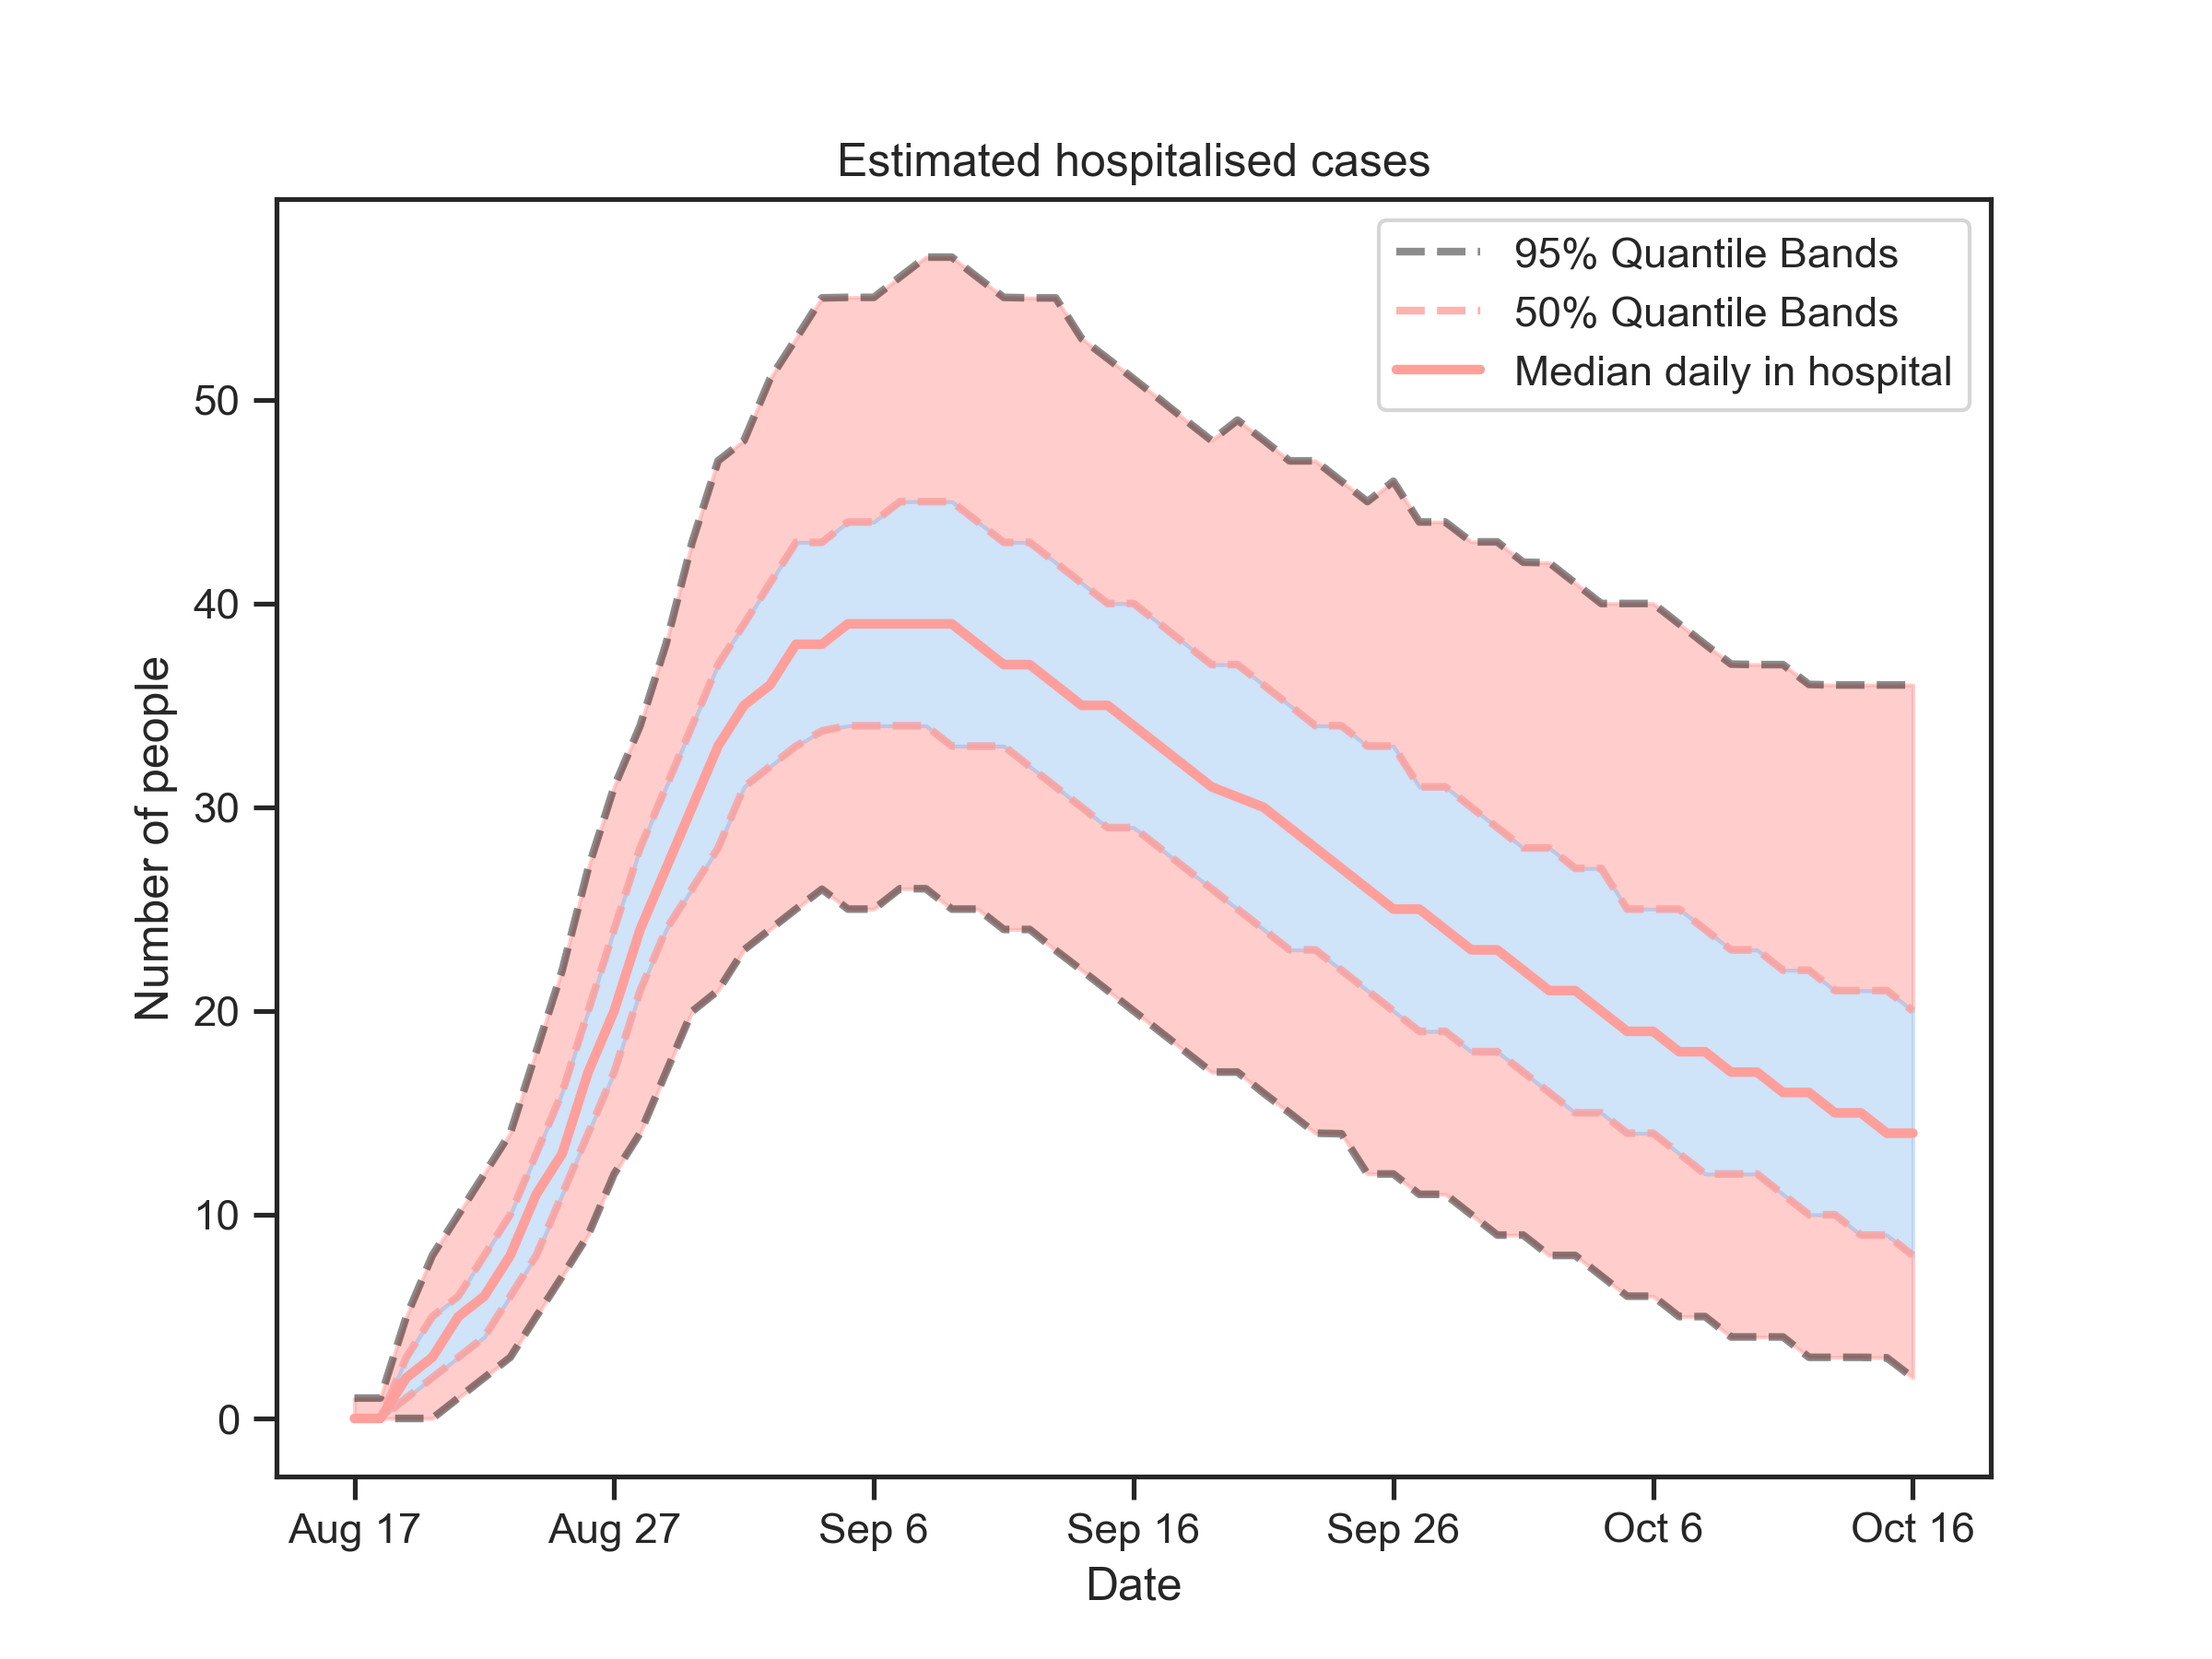 Estimated hospitalised cases
95% Quantile Bands
50% Quantile Bands
Median daily in hospital
Number of people
50
40
30
20
10
0
Aug 17
Aug 27
Sep 6
Sep 16
Sep 26
Oct 6
Oct 16
Date